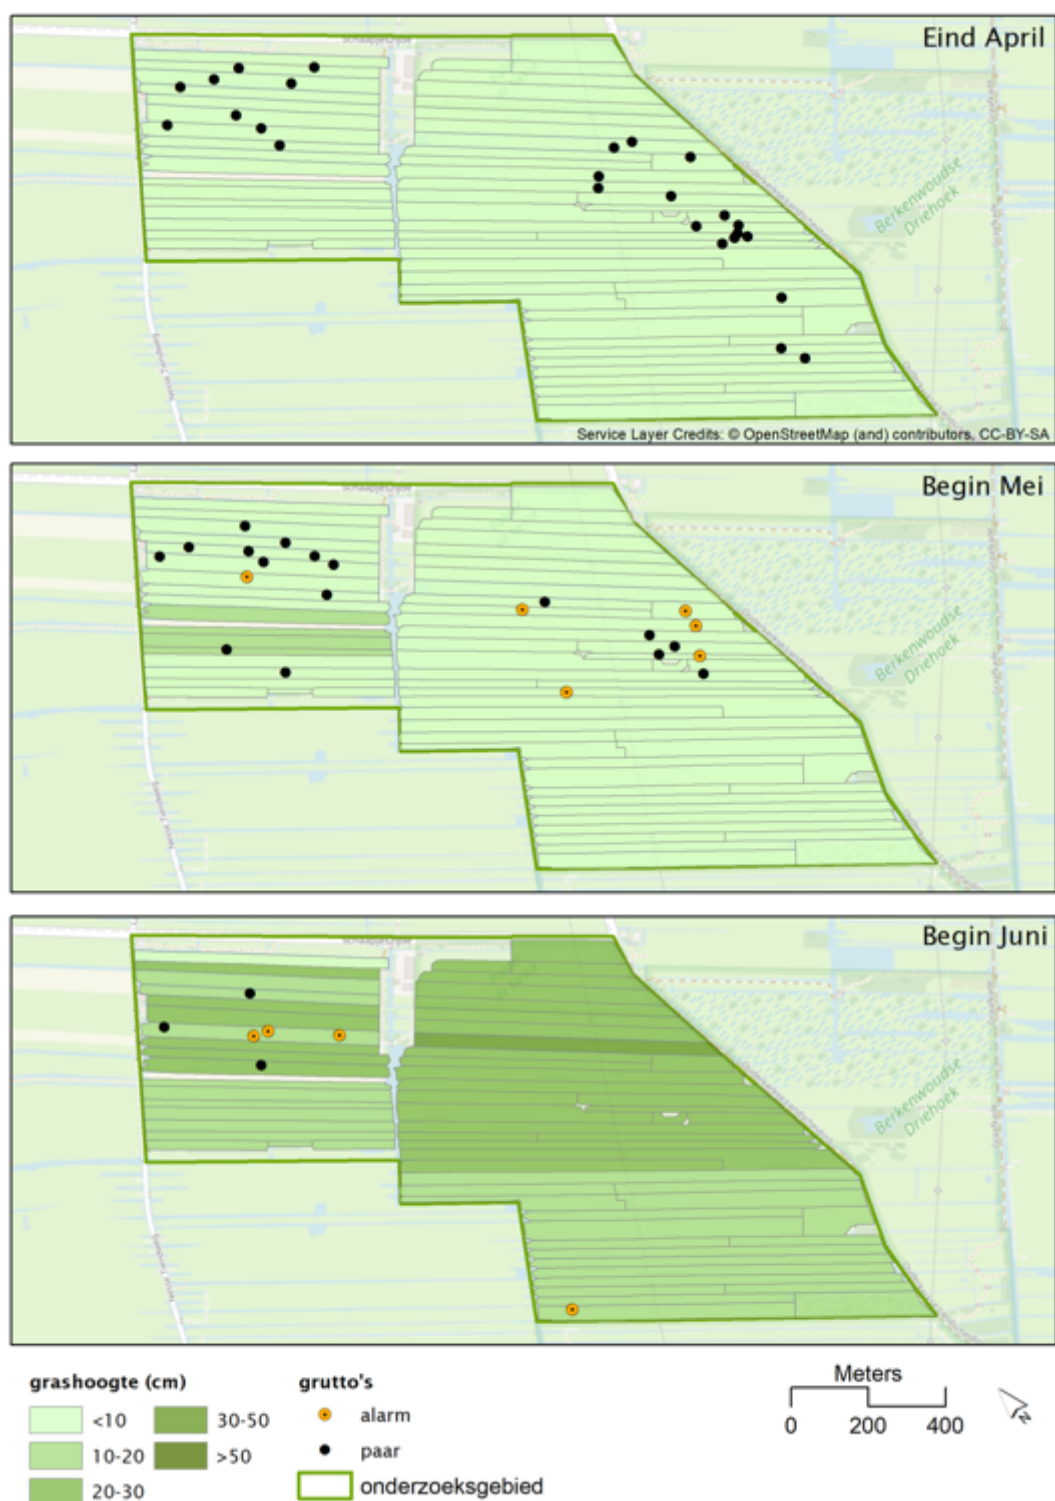 Eind April
Berkenwoudse
Driehoek
Service Layer Credits: © OpenStreetMap (and) contributors, CC-BY-SA
Begin Mei
Berkenwoudse
Driehoek
Begin Juni
Berkenwoudse
Driehoek
grashoogte (cm)
<10
10-20
20-30
30-50
>50
grutto's
alarm
paar
onderzoeksgebied
Meters
0 200 400
N